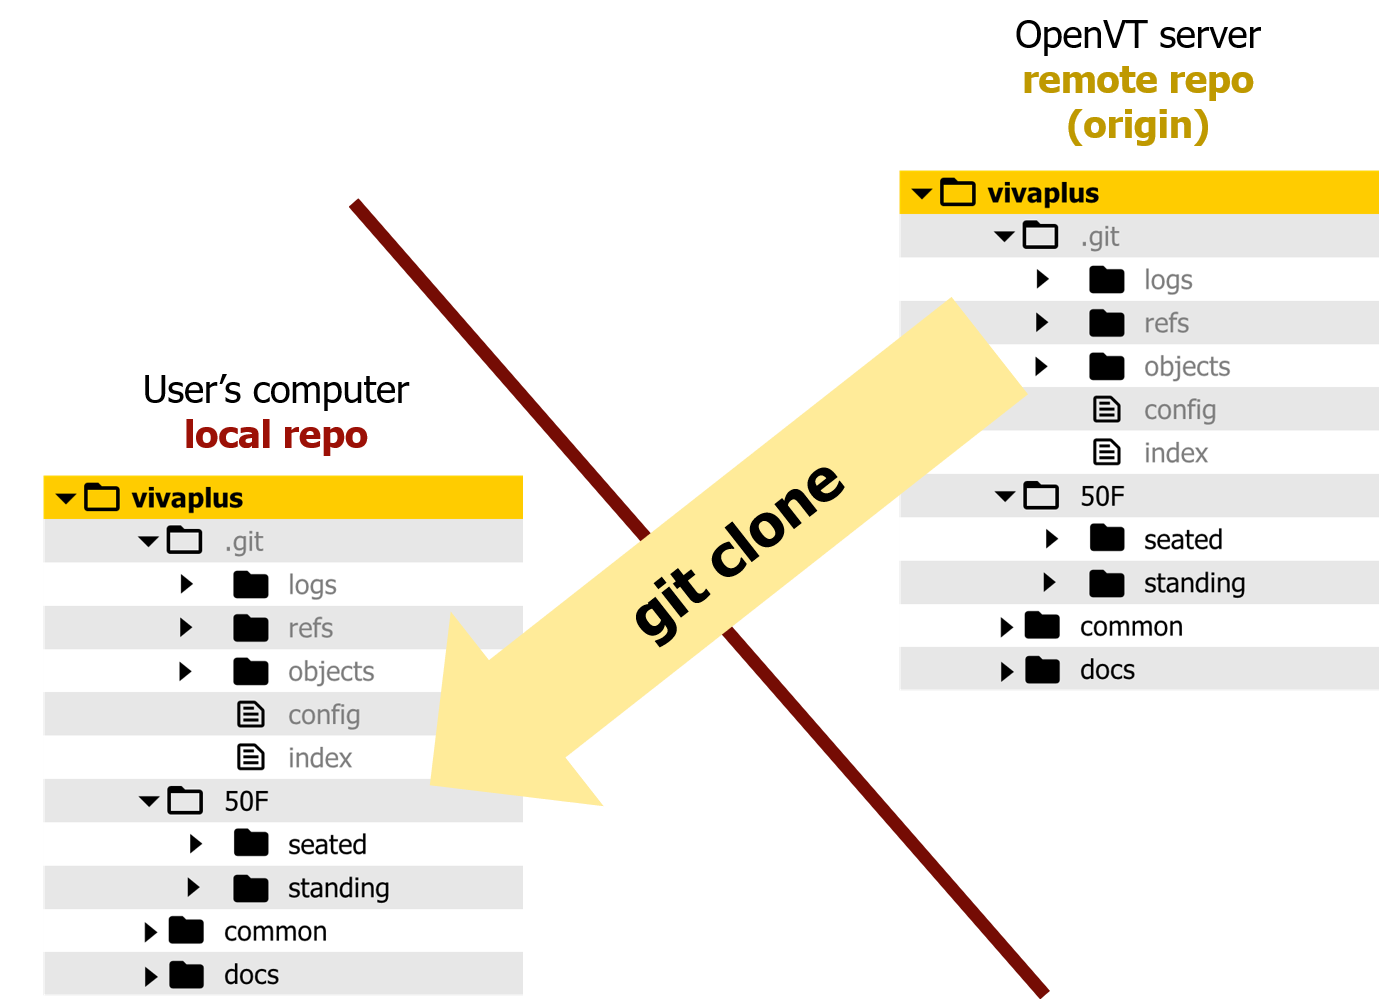 OpenVT server
remote repo
(origin)
vivaplus
.git
logs
refs
objects
config
index
50F
seated
standing
common
docs
git clone
User’s computer
local repo
vivaplus
.git
logs
refs
objects
config
index
50F
seated
standing
common
docs